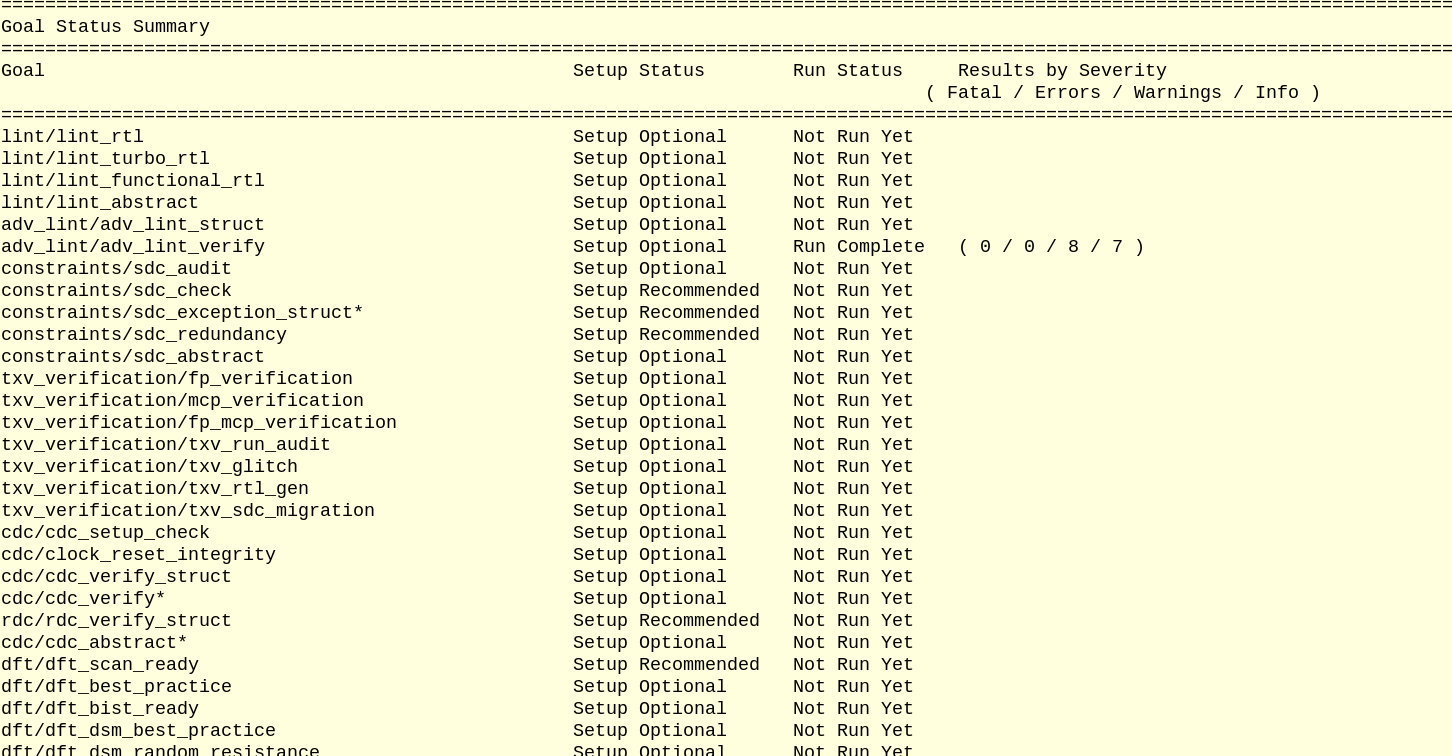 ====================================================================================================================================
Goal Status Summary
====================================================================================================================================
Goal                                                Setup Status        Run Status     Results by Severity
                                                                                    ( Fatal / Errors / Warnings / Info )
====================================================================================================================================
lint/lint_rtl                                       Setup Optional      Not Run Yet
lint/lint_turbo_rtl                                 Setup Optional      Not Run Yet
lint/lint_functional_rtl                            Setup Optional      Not Run Yet
lint/lint_abstract                                  Setup Optional      Not Run Yet
adv_lint/adv_lint_struct                            Setup Optional      Not Run Yet
adv_lint/adv_lint_verify                            Setup Optional      Run Complete   ( 0 / 0 / 8 / 7 )
constraints/sdc_audit                               Setup Optional      Not Run Yet
constraints/sdc_check                               Setup Recommended   Not Run Yet
constraints/sdc_exception_struct*                   Setup Recommended   Not Run Yet
constraints/sdc_redundancy                          Setup Recommended   Not Run Yet
constraints/sdc_abstract                            Setup Optional      Not Run Yet
txv_verification/fp_verification                    Setup Optional      Not Run Yet
txv_verification/mcp_verification                   Setup Optional      Not Run Yet
txv_verification/fp_mcp_verification                Setup Optional      Not Run Yet
txv_verification/txv_run_audit                      Setup Optional      Not Run Yet
txv_verification/txv_glitch                         Setup Optional      Not Run Yet
txv_verification/txv_rtl_gen                        Setup Optional      Not Run Yet
txv_verification/txv_sdc_migration                  Setup Optional      Not Run Yet
cdc/cdc_setup_check                                 Setup Optional      Not Run Yet
cdc/clock_reset_integrity                           Setup Optional      Not Run Yet
cdc/cdc_verify_struct                               Setup Optional      Not Run Yet
cdc/cdc_verify*                                     Setup Optional      Not Run Yet
rdc/rdc_verify_struct                               Setup Recommended   Not Run Yet
cdc/cdc_abstract*                                   Setup Optional      Not Run Yet
dft/dft_scan_ready                                  Setup Recommended   Not Run Yet
dft/dft_best_practice                               Setup Optional      Not Run Yet
dft/dft_bist_ready                                  Setup Optional      Not Run Yet
dft/dft_dsm_best_practice                           Setup Optional      Not Run Yet
dft/dft_dsm_random_resistance                       Setup Optional      Not Run Yet